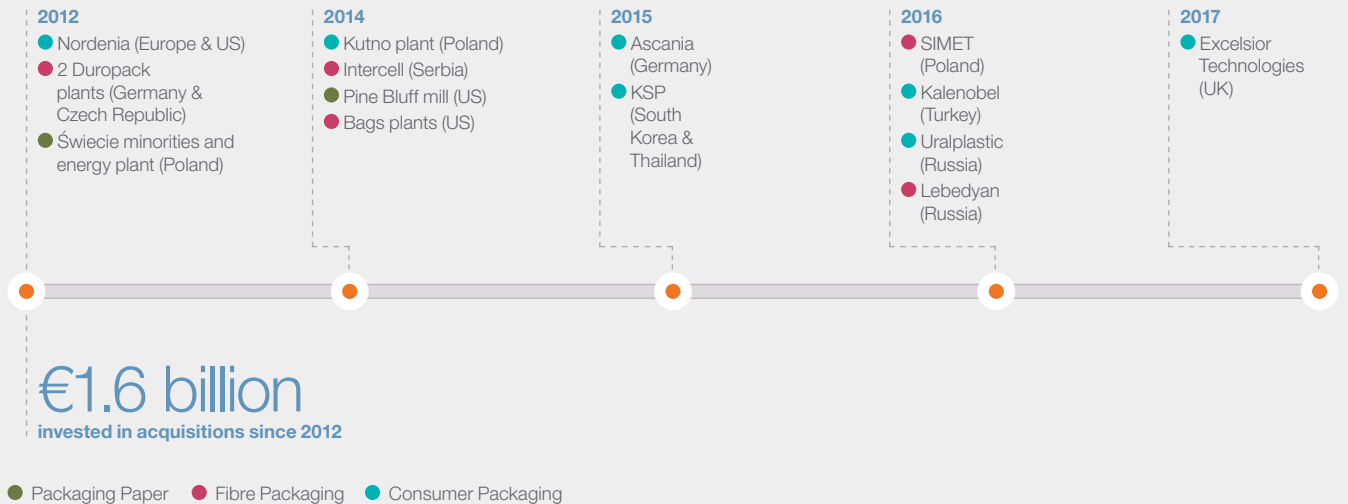 2012
Nordenia (Europe & US)
2 Duropack
plants (Germany &
Czech Republic)
Świecie minorities and
energy plant (Poland)
2014
Kutno plant (Poland)
Intercell (Serbia)
Pine Bluff mill (US)
Bags plants (US)
2015
Ascania
(Germany)
KSP
(South
Korea &
Thailand)
2016
SIMET
(Poland)
Kalenobel
(Turkey)
Uralplastic
(Russia)
Lebedyan
(Russia)
2017
Excelsior
Technologies
(UK)
€1.6 billion
invested in acquisitions since 2012
Packaging Paper Fibre Packaging Consumer Packaging